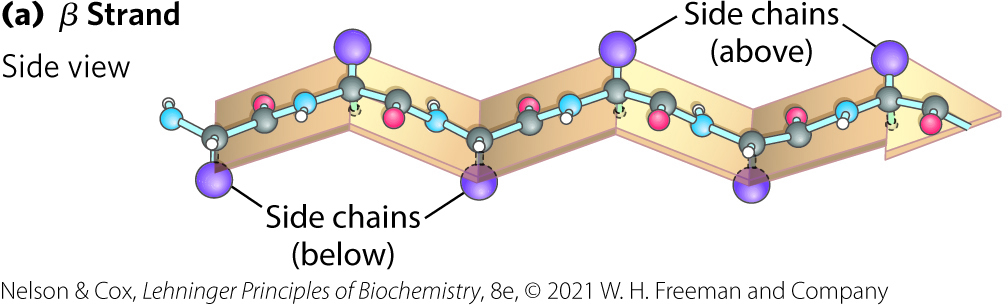 (a) β Strand
Side view
Side chains
(above)
Side chains
(below)
Nelson & Cox, Lehninger Principles of Biochemistry, 8e, © 2021 W. H. Freeman and Company